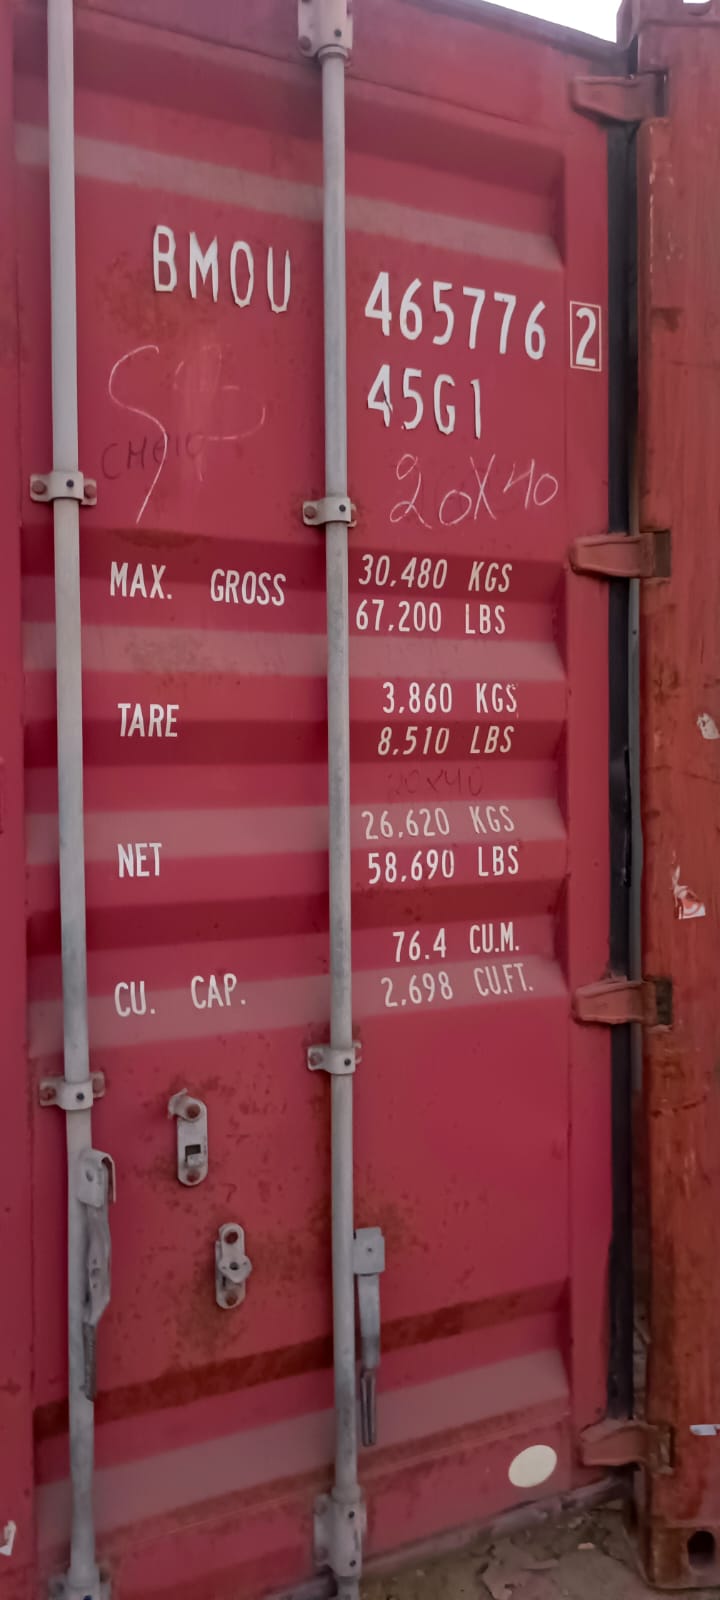 BMOU 465776 2
45G1
20X40
MAX. GROSS 30,480 KGS
67,200 LBS
TARE 3,860 KGS
8,510 LBS
20X40
26,620 KGS
NET 58,690 LBS
76.4 CU.M.
CU. CAP. 2,698 CU.FT.